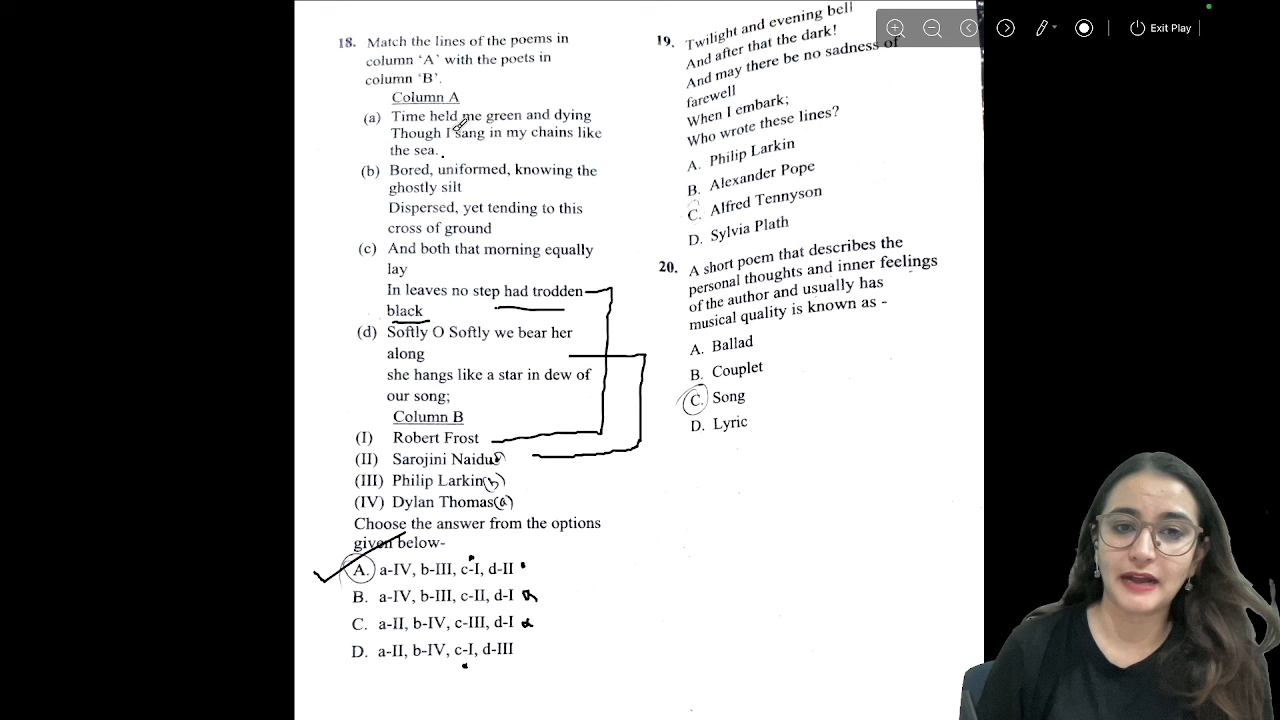 Exit Play
18. Match the lines of the poems in
column ‘A’ with the poets in
column ‘B’.
Column A
(a) Time held me green and dying
Though I sang in my chains like
the sea.
(b) Bored, uniformed, knowing the
ghostly silt
Dispersed, yet tending to this
cross of ground
(c) And both that morning equally
lay
In leaves no step had trodden
black
(d) Softly O Softly we bear her
along
she hangs like a star in dew of
our song;
Column B
(I) Robert Frost
(II) Sarojini Naidu
(III) Philip Larkin (b)
(IV) Dylan Thomas (a)
Choose the answer from the options
given below-
A. a-IV, b-III, c-I, d-II
B. a-IV, b-III, c-II, d-I
C. a-II, b-IV, c-III, d-I
D. a-II, b-IV, c-I, d-III
19. Twilight and evening bell
And after that the dark!
And may there be no sadness of
farewell
When I embark;
Who wrote these lines?
A. Philip Larkin
B. Alexander Pope
C. Alfred Tennyson
D. Sylvia Plath
20. A short poem that describes the
personal thoughts and inner feelings
of the author and usually has
musical quality is known as -
A. Ballad
B. Couplet
C. Song
D. Lyric